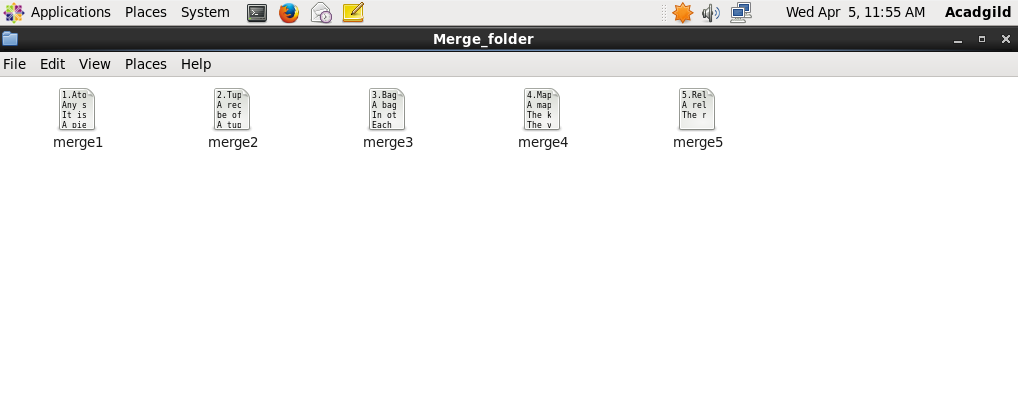 Applications Places System Wed Apr 5, 11:55 AM Acadgild
Merge_folder
File Edit View Places Help
1.Ato
Any s
It is
A pie
merge1
2.Tup
A rec
be of
A tup
merge2
3.Bag
A bag
In ot
Each
merge3
4.Map
A map
The k
The v
merge4
5.Rel
A rel
The r
merge5